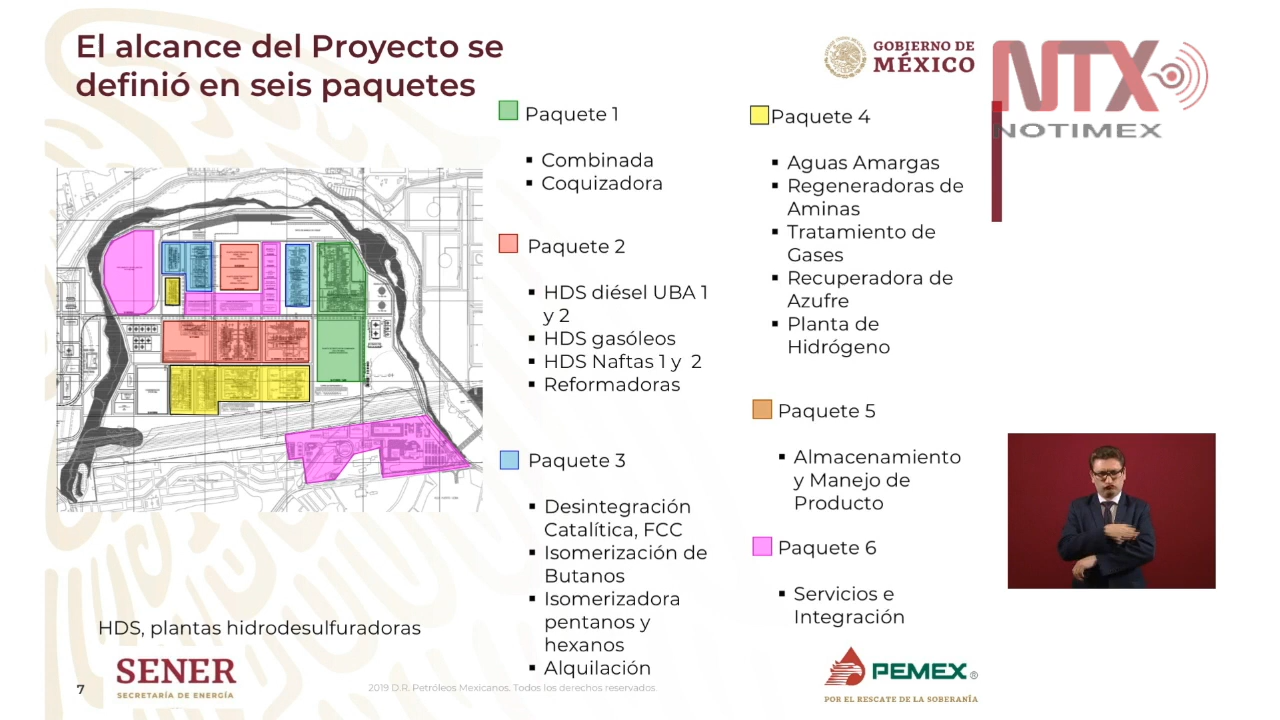 El alcance del Proyecto se
definió en seis paquetes
GOBIERNO DE
MÉXICO
NTX
NOTIMEX
Paquete 1
▪ Combinada
▪ Coquizadora
Paquete 2
▪ HDS diésel UBA 1
y 2
▪ HDS gasóleos
▪ HDS Naftas 1 y 2
▪ Reformadoras
Paquete 3
▪ Desintegración
Catalítica, FCC
▪ Isomerización de
Butanos
▪ Isomerizadora
pentanos y
hexanos
▪ Alquilación
Paquete 4
▪ Aguas Amargas
▪ Regeneradoras de
Aminas
▪ Tratamiento de
Gases
▪ Recuperadora de
Azufre
▪ Planta de
Hidrógeno
Paquete 5
▪ Almacenamiento
y Manejo de
Producto
Paquete 6
▪ Servicios e
Integración
HDS, plantas hidrodesulfuradoras
SENER
SECRETARÍA DE ENERGÍA
7
2019 D.R. Petróleos Mexicanos. Todos los derechos reservados.
PEMEX ®
POR EL RESCATE DE LA SOBERANÍA